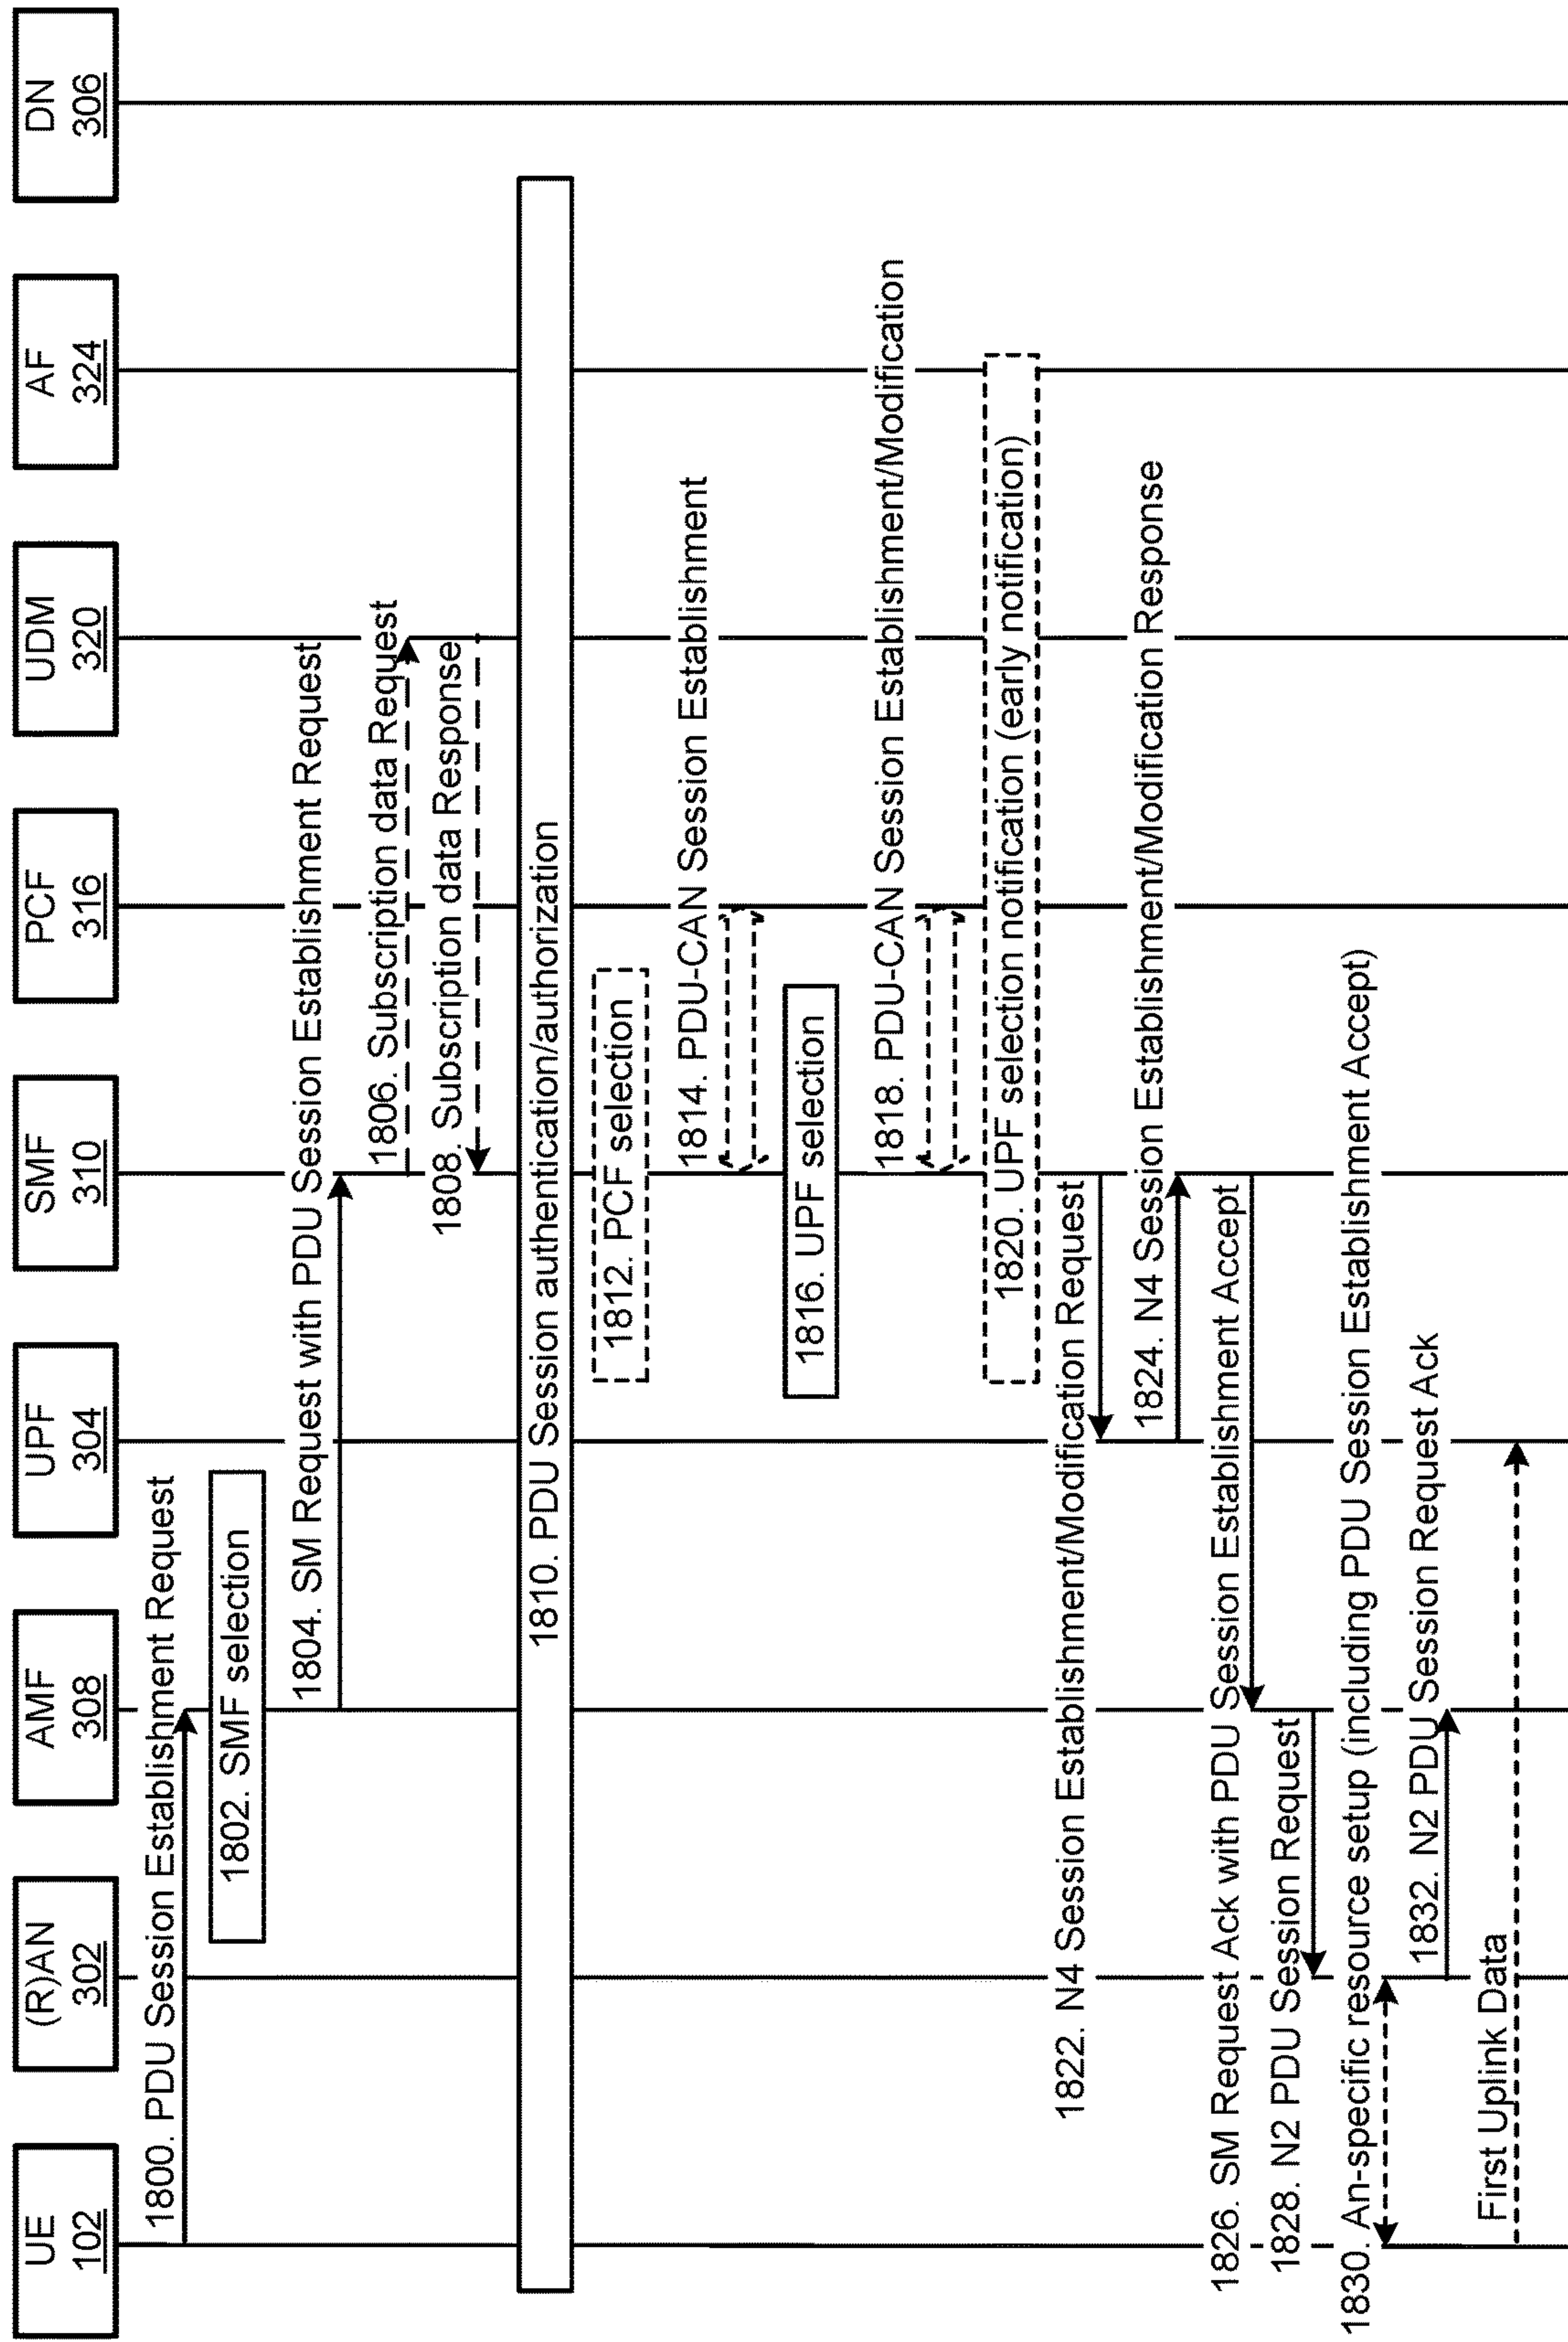 UE
102
(R)AN
302
AMF
308
UPF
304
SMF
310
PCF
316
UDM
320
AF
324
DN
306
1800. PDU Session Establishment Request
1802. SMF selection
1804. SM Request with PDU Session Establishment Request
1806. Subscription data Request
1808. Subscription data Response
1810. PDU Session authentication/authorization
1812. PCF selection
1814. PDU-CAN Session Establishment
1816. UPF selection
1818. PDU-CAN Session Establishment/Modification
1820. UPF selection notification (early notification)
1822. N4 Session Establishment/Modification Request
1824. N4 Session Establishment/Modification Response
1826. SM Request Ack with PDU Session Establishment Accept
1828. N2 PDU Session Request
1830. An-specific resource setup (including PDU Session Establishment Accept)
1832. N2 PDU Session Request Ack
First Uplink Data